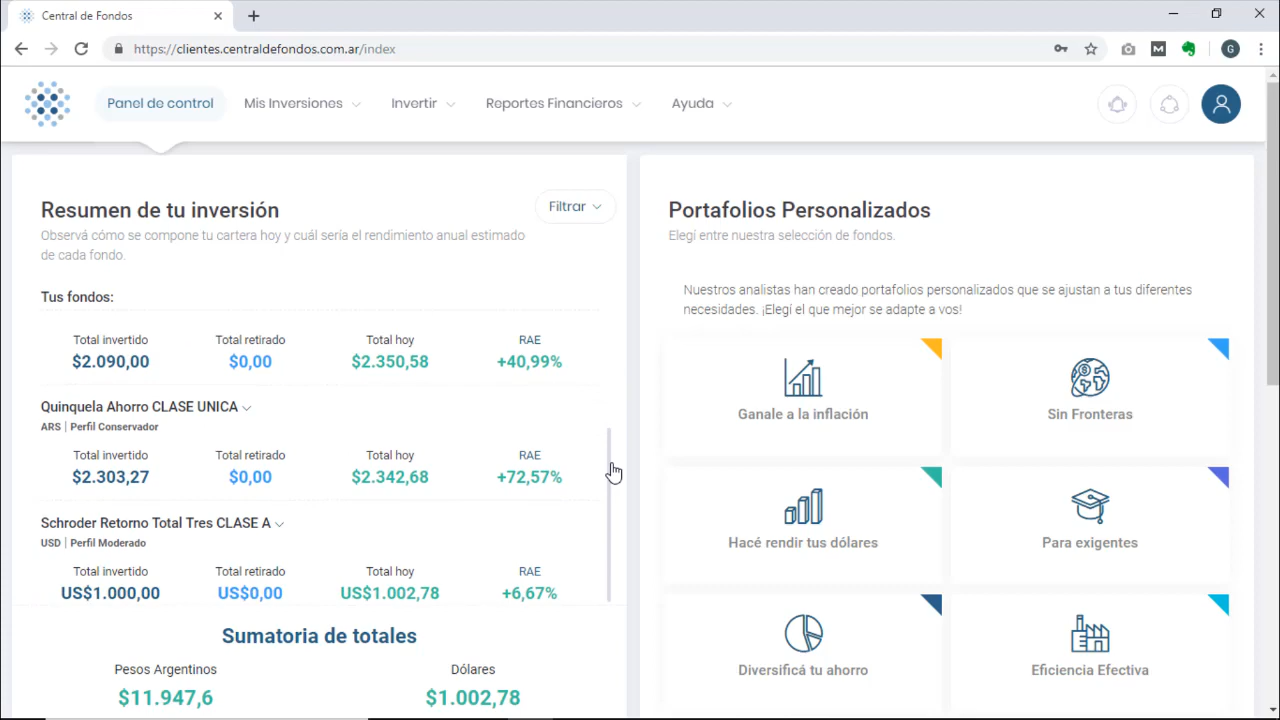 Central de Fondos
https://clientes.centraldefondos.com.ar/index
G
Panel de control
Mis Inversiones
Invertir
Reportes Financieros
Ayuda
Resumen de tu inversión
Filtrar
Observá cómo se compone tu cartera hoy y cuál sería el rendimiento anual estimado
de cada fondo.
Tus fondos:
Total invertido Total retirado Total hoy RAE
$2.090,00 $0,00 $2.350,58 +40,99%
Quinquela Ahorro CLASE UNICA
ARS | Perfil Conservador
Total invertido Total retirado Total hoy RAE
$2.303,27 $0,00 $2.342,68 +72,57%
Schroder Retorno Total Tres CLASE A
USD | Perfil Moderado
Total invertido Total retirado Total hoy RAE
US$1.000,00 US$0,00 US$1.002,78 +6,67%
Sumatoria de totales
Pesos Argentinos Dólares
$11.947,6 $1.002,78
Portafolios Personalizados
Elegí entre nuestra selección de fondos.
Nuestros analistas han creado portafolios personalizados que se ajustan a tus diferentes
necesidades. ¡Elegí el que mejor se adapte a vos!
Ganale a la inflación
Sin Fronteras
Hacé rendir tus dólares
Para exigentes
Diversificá tu ahorro
Eficiencia Efectiva